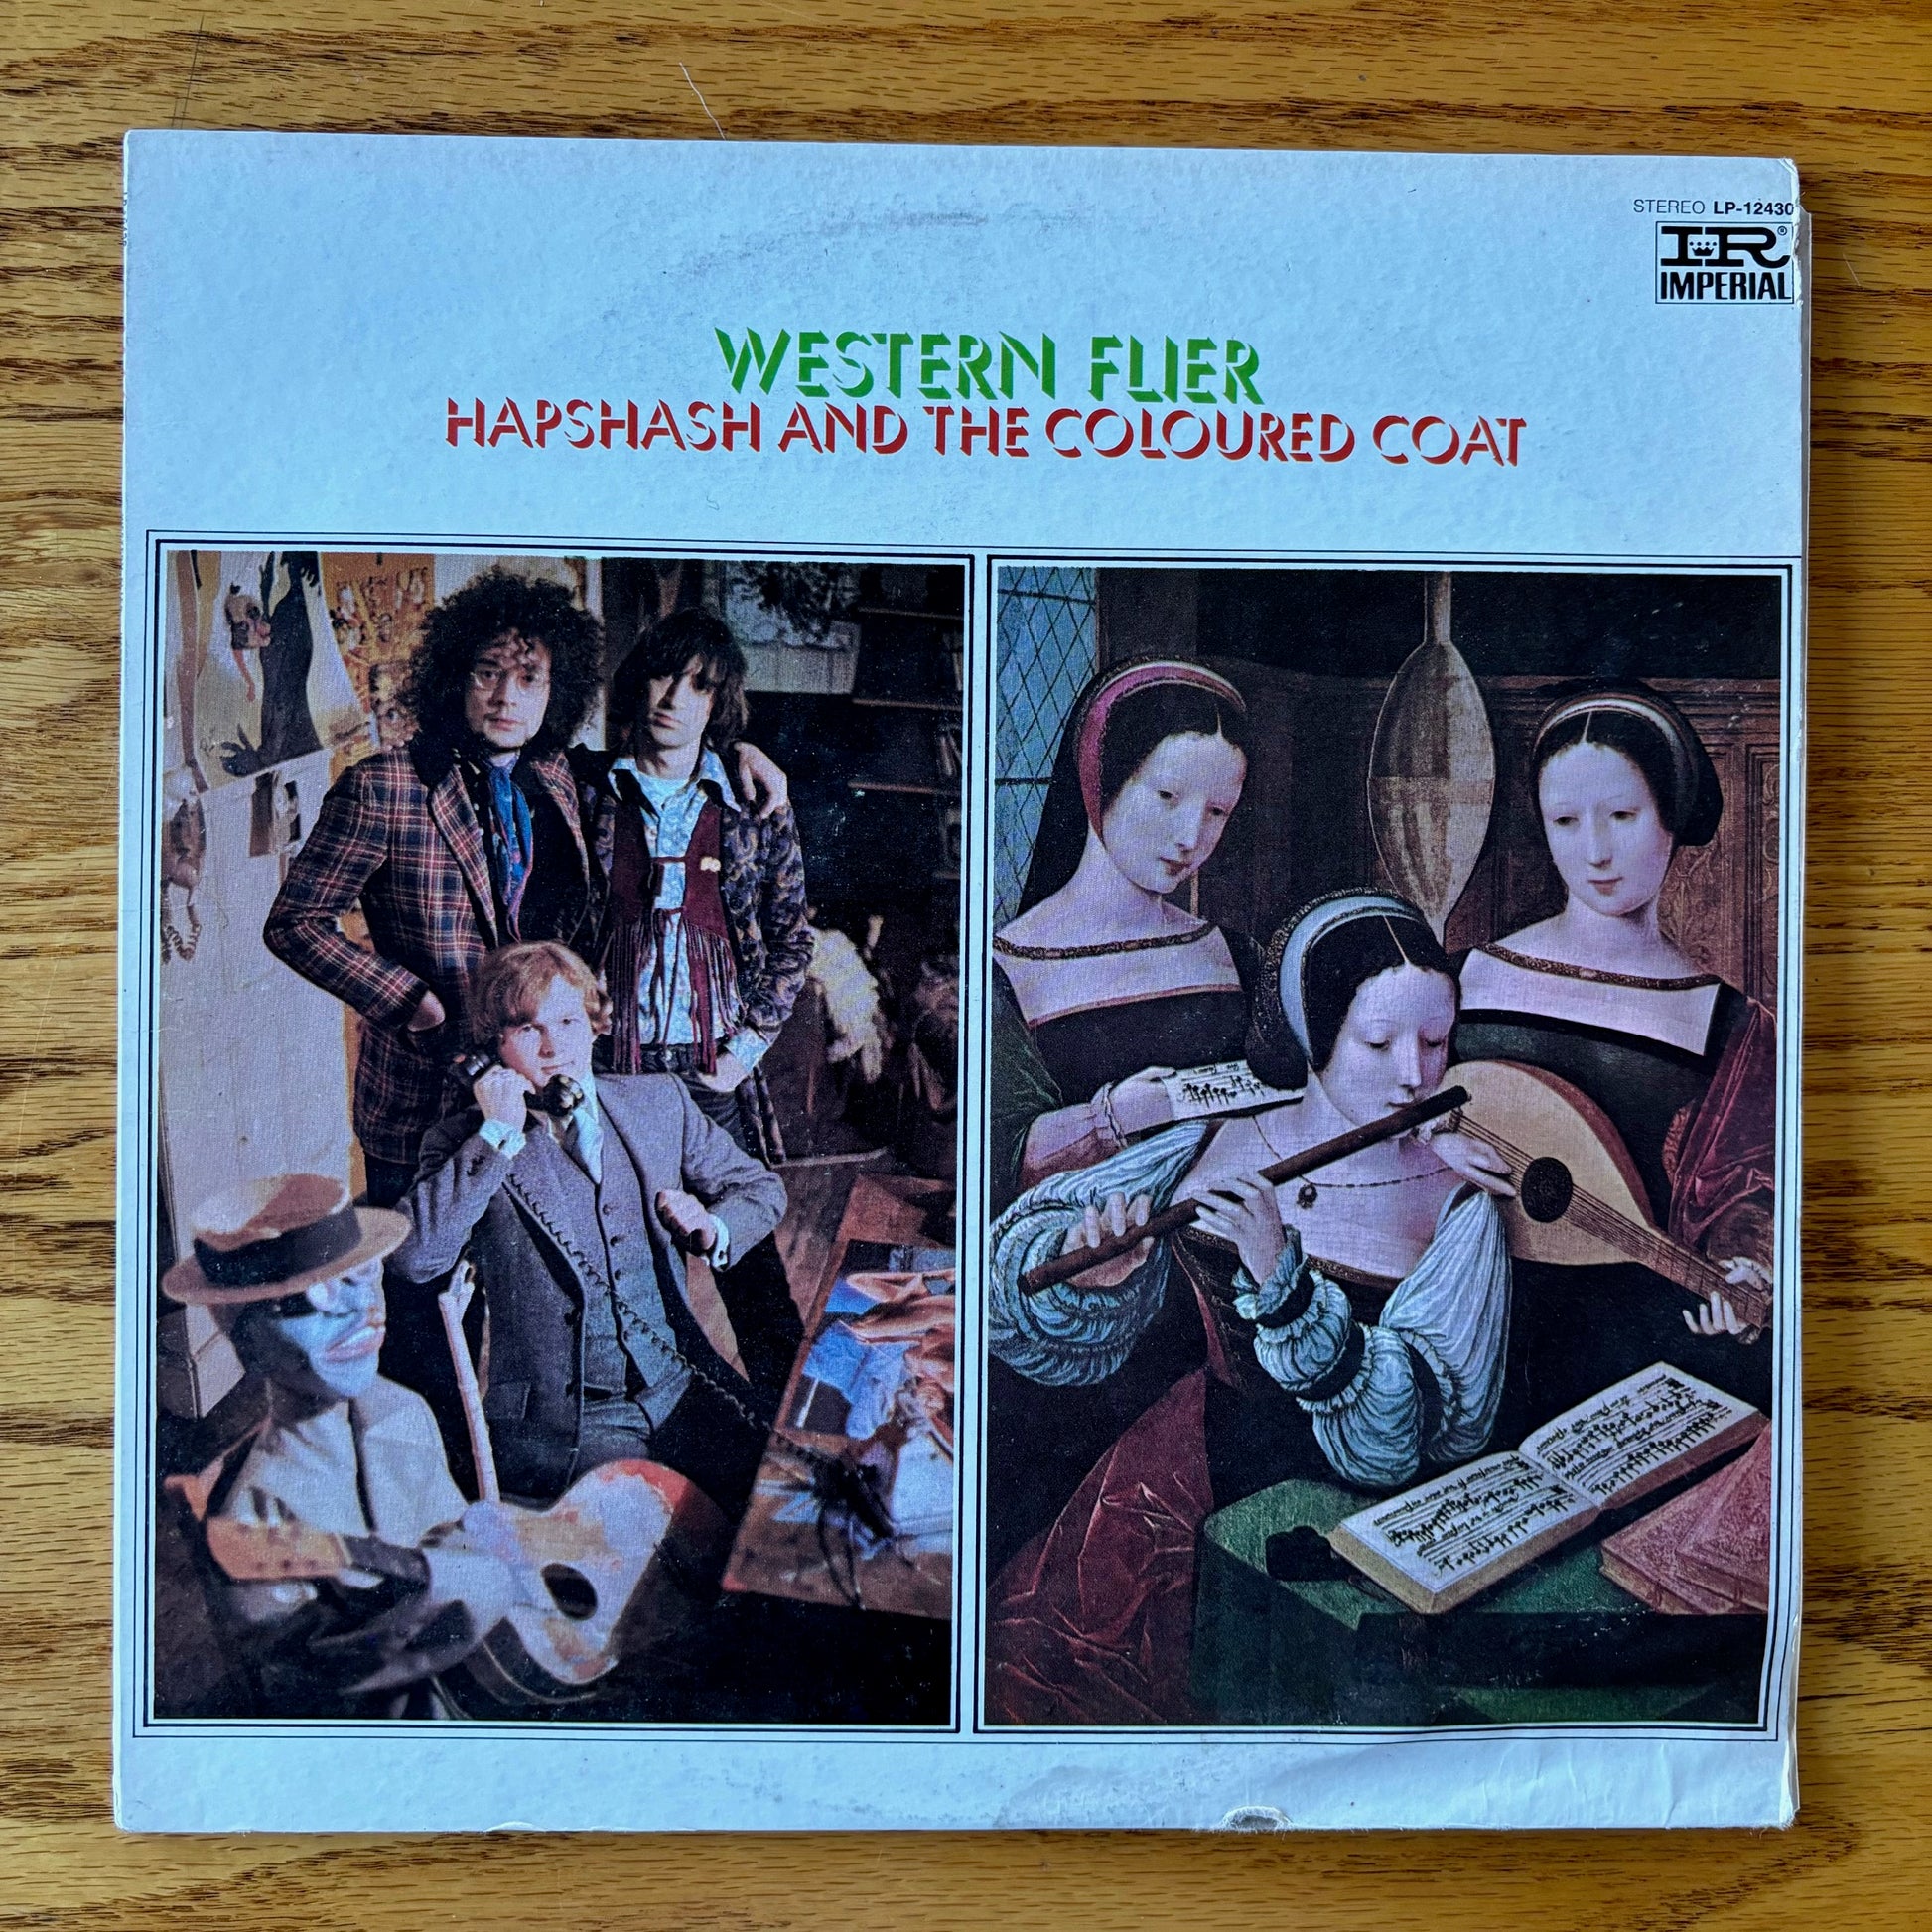 STEREO LP-12430
IR®
IMPERIAL
WESTERN FLIER
HAPSHASH AND THE COLOURED COAT